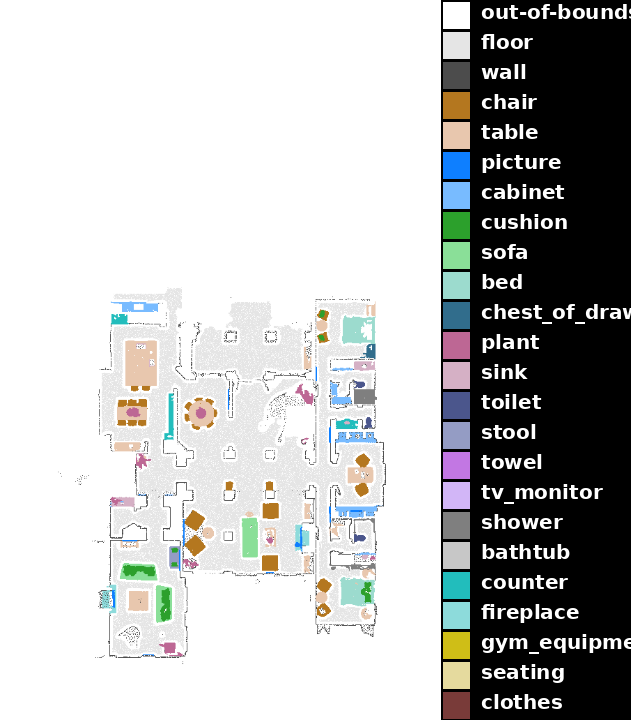 out-of-bounds
floor
wall
chair
table
picture
cabinet
cushion
sofa
bed
chest_of_draw
plant
sink
toilet
stool
towel
tv_monitor
shower
bathtub
counter
fireplace
gym_equipme
seating
clothes